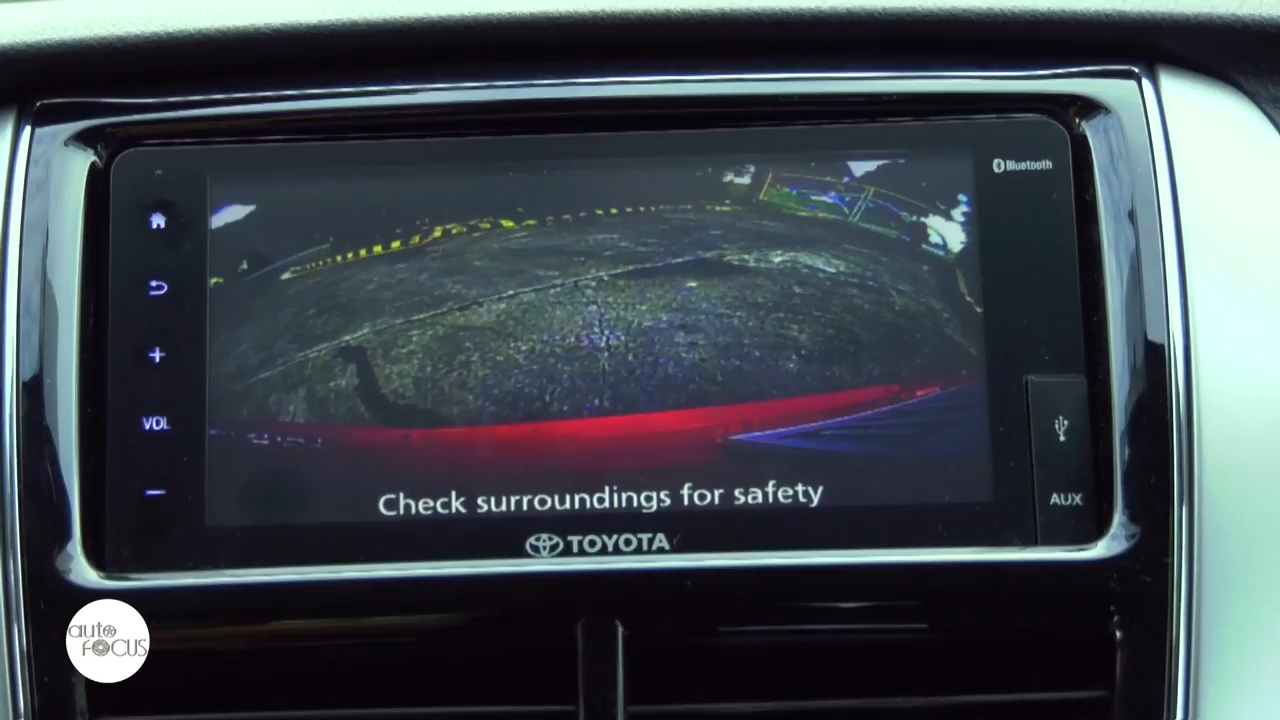 Bluetooth
VOL
AUX
Check surroundings for safety
TOYOTA
auto
FOCUS